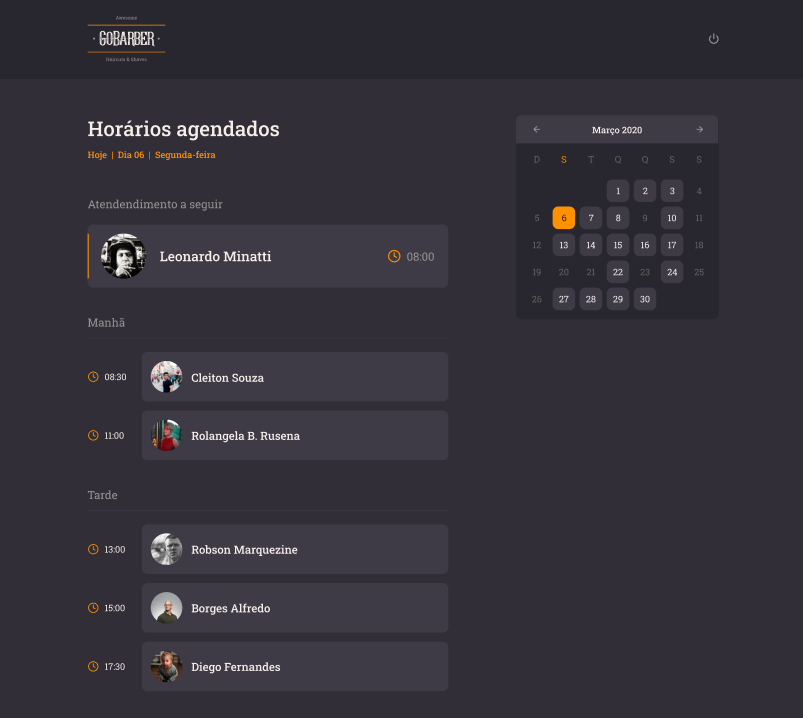 Awesome
GOBARBER
Haircuts & Shaves
Horários agendados
Hoje | Dia 06 | Segunda-feira
Atendendimento a seguir
Leonardo Minatti 08:00
Manhã
08:30 Cleiton Souza
11:00 Rolangela B. Rusena
Tarde
13:00 Robson Marquezine
15:00 Borges Alfredo
17:30 Diego Fernandes
Março 2020
D S T Q Q S S
1 2 3 4
5 6 7 8 9 10 11
12 13 14 15 16 17 18
19 20 21 22 23 24 25
26 27 28 29 30